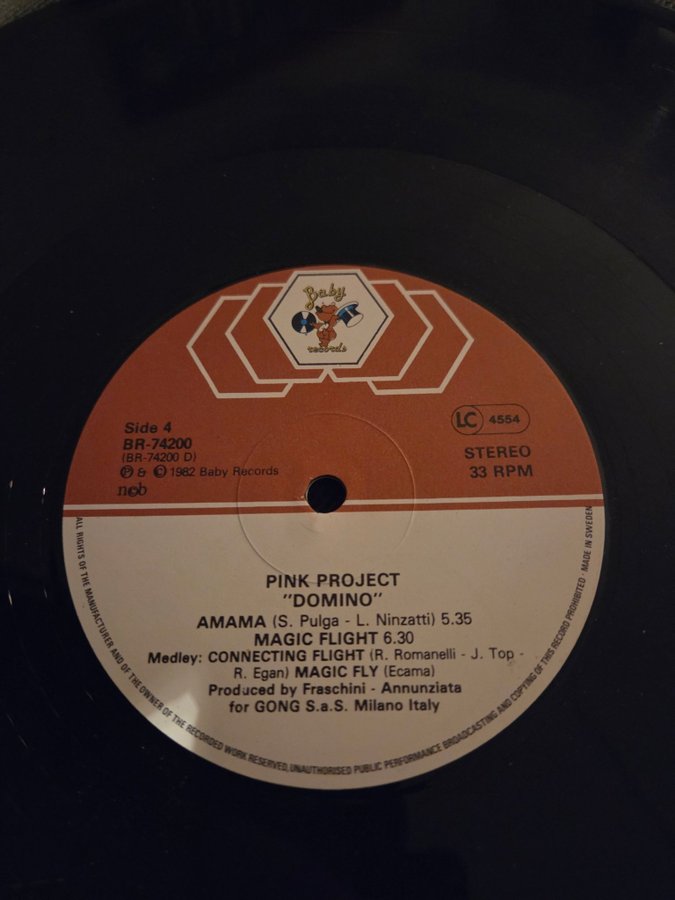 Baby
records
Side 4
BR-74200
(BR-74200 D)
Ⓟ & © 1982 Baby Records
ncb
LC 4554
STEREO
33 RPM
PINK PROJECT
"DOMINO"
AMAMA (S. Pulga - L. Ninzatti) 5.35
MAGIC FLIGHT 6.30
Medley: CONNECTING FLIGHT (R. Romanelli - J. Top -
R. Egan) MAGIC FLY (Ecama)
Produced by Fraschini - Annunziata
for GONG S.a.S. Milano Italy
ALL RIGHTS OF THE MANUFACTURER AND OF THE OWNER OF THE RECORDED WORK RESERVED, UNAUTHORISED PUBLIC PERFORMANCE BROADCASTING AND COPYING OF THIS RECORD PROHIBITED · MADE IN SWEDEN